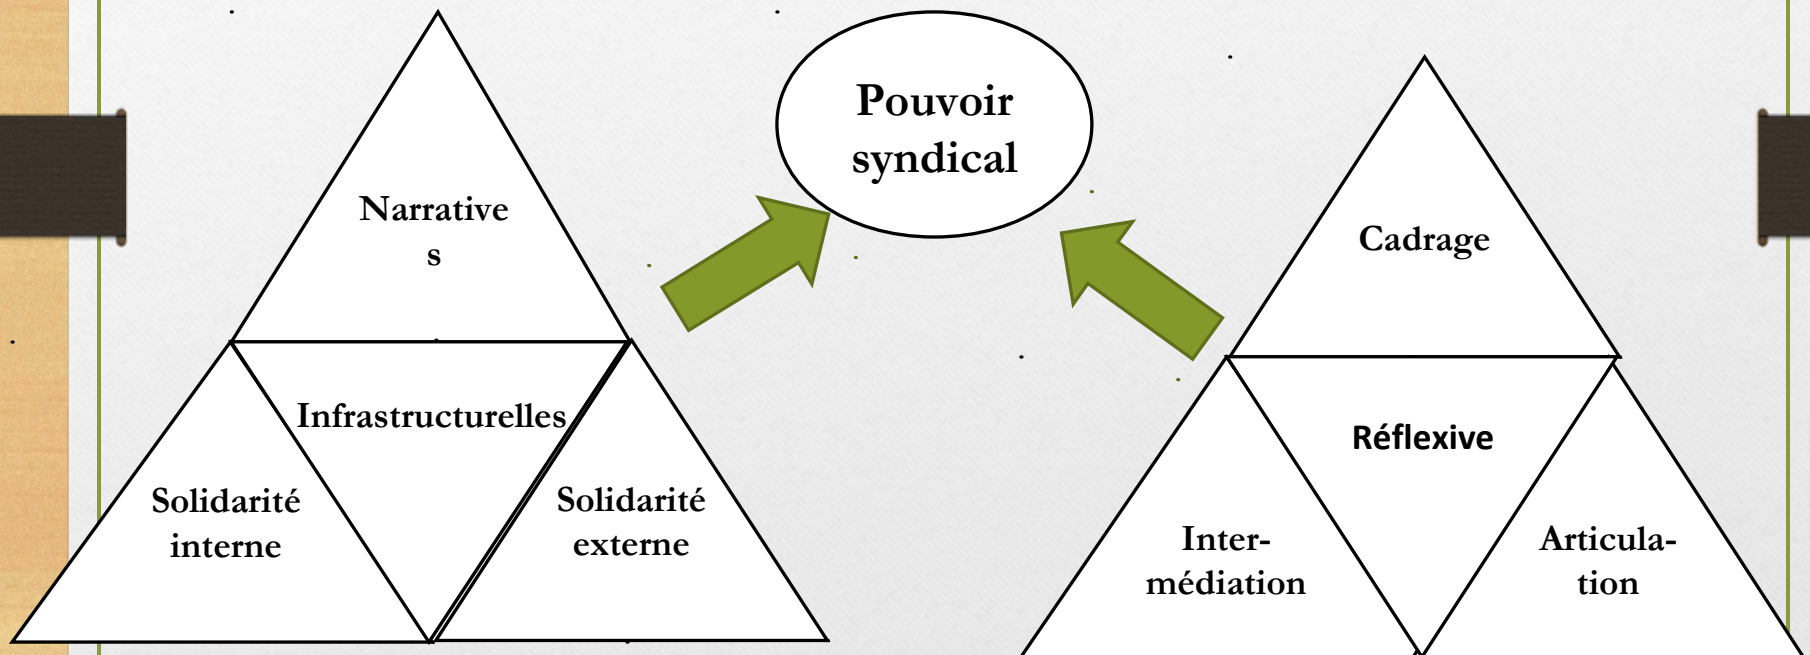 Pouvoir
syndical
Narrative
s
Infrastructurelles
Solidarité
interne
Solidarité
externe
Cadrage
Réflexive
Inter-
médiation
Articula-
tion